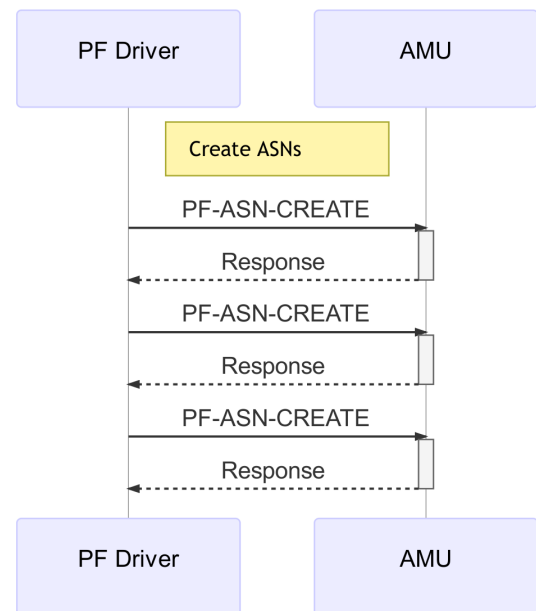 PF Driver
AMU
Create ASNs
PF-ASN-CREATE
Response
PF-ASN-CREATE
Response
PF-ASN-CREATE
Response
PF Driver
AMU